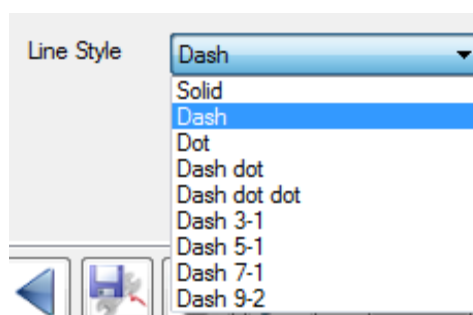 Line Style Dash
Solid
Dash
Dot
Dash dot
Dash dot dot
Dash 3-1
Dash 5-1
Dash 7-1
Dash 9-2